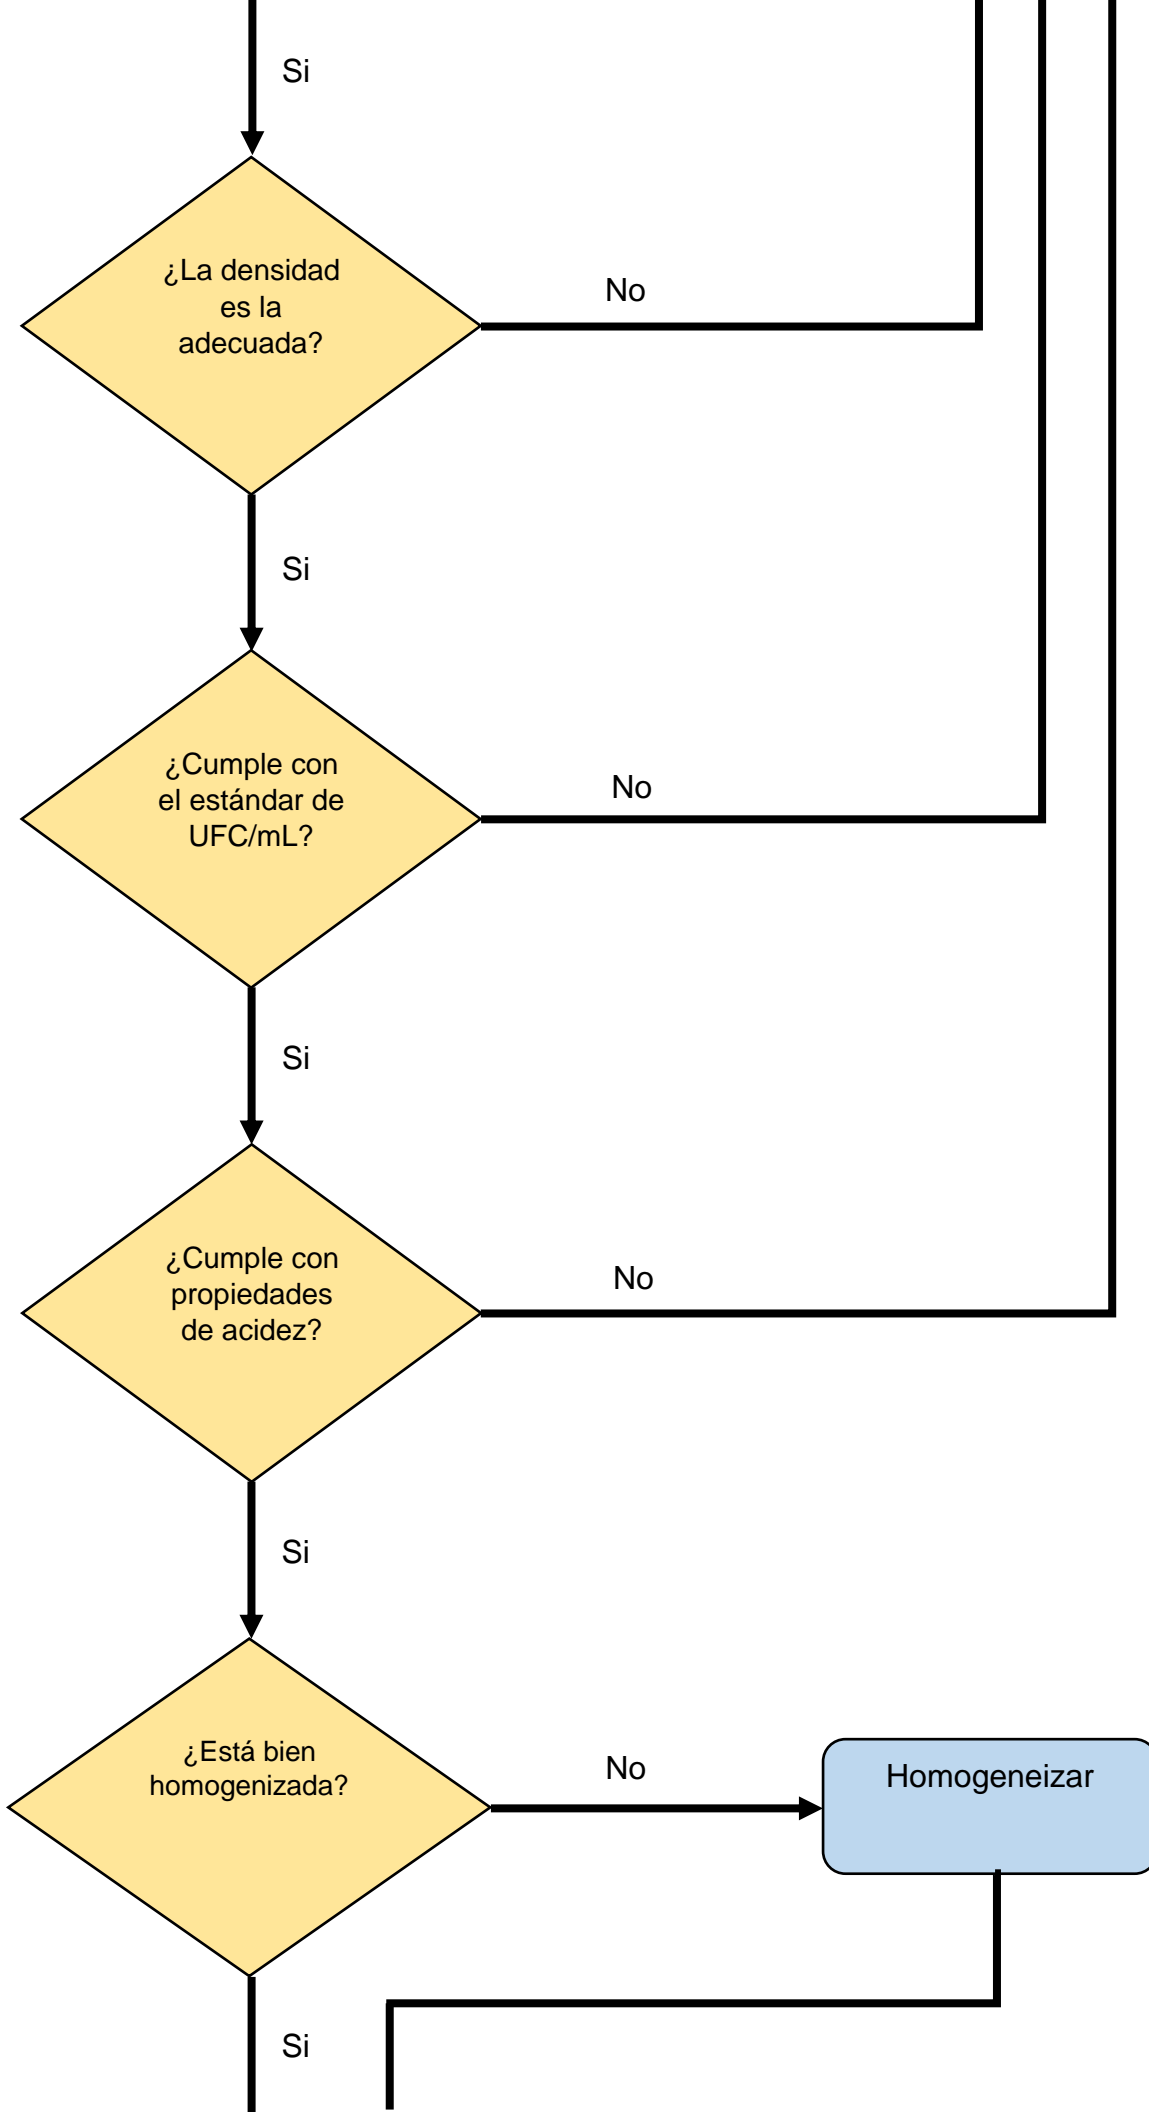 Si
¿La densidad
es la
adecuada?
No
Si
¿Cumple con
el estándar de
UFC/mL?
No
Si
¿Cumple con
propiedades
de acidez?
No
Si
¿Está bien
homogenizada?
No
Homogeneizar
Si